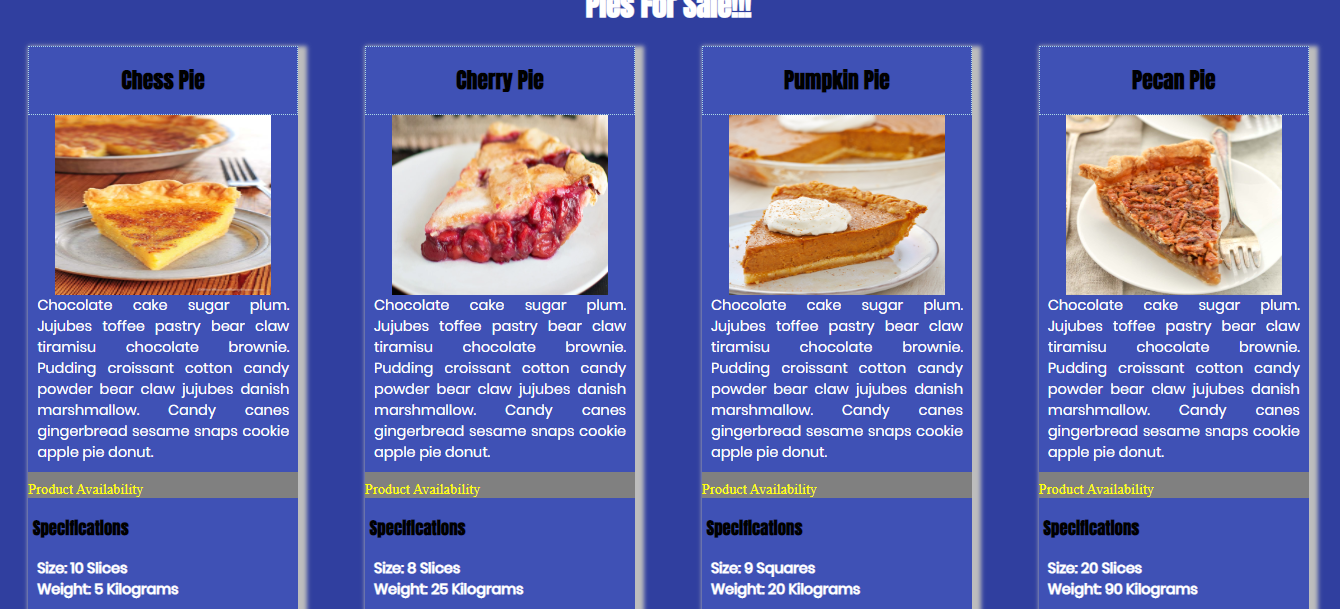 Pies For Sale!!!
Chess Pie
Chocolate cake sugar plum.
Jujubes toffee pastry bear claw
tiramisu chocolate brownie.
Pudding croissant cotton candy
powder bear claw jujubes danish
marshmallow. Candy canes
gingerbread sesame snaps cookie
apple pie donut.
Product Availability
Specifications
Size: 10 Slices
Weight: 5 Kilograms
Cherry Pie
Chocolate cake sugar plum.
Jujubes toffee pastry bear claw
tiramisu chocolate brownie.
Pudding croissant cotton candy
powder bear claw jujubes danish
marshmallow. Candy canes
gingerbread sesame snaps cookie
apple pie donut.
Product Availability
Specifications
Size: 8 Slices
Weight: 25 Kilograms
Pumpkin Pie
Chocolate cake sugar plum.
Jujubes toffee pastry bear claw
tiramisu chocolate brownie.
Pudding croissant cotton candy
powder bear claw jujubes danish
marshmallow. Candy canes
gingerbread sesame snaps cookie
apple pie donut.
Product Availability
Specifications
Size: 9 Squares
Weight: 20 Kilograms
Pecan Pie
Chocolate cake sugar plum.
Jujubes toffee pastry bear claw
tiramisu chocolate brownie.
Pudding croissant cotton candy
powder bear claw jujubes danish
marshmallow. Candy canes
gingerbread sesame snaps cookie
apple pie donut.
Product Availability
Specifications
Size: 20 Slices
Weight: 90 Kilograms